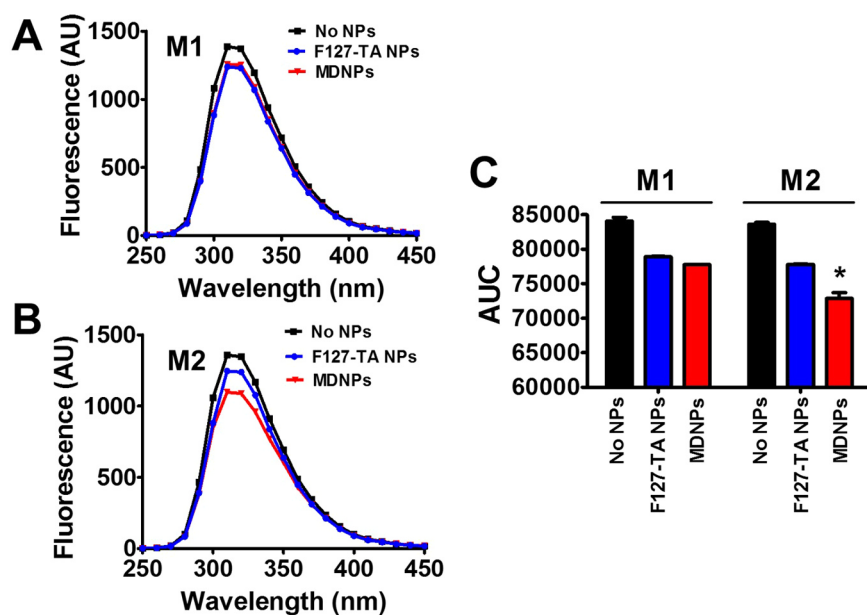 A
M1
No NPs
F127-TA NPs
MDNPs
Fluorescence (AU)
1500
1000
500
0
250 300 350 400 450
Wavelength (nm)
B
M2
No NPs
F127-TA NPs
MDNPs
Fluorescence (AU)
1500
1000
500
0
250 300 350 400 450
Wavelength (nm)
C
M1 M2
AUC
85000
80000
75000
70000
65000
60000
*
No NPs
F127-TA NPs
MDNPs
No NPs
F127-TA NPs
MDNPs